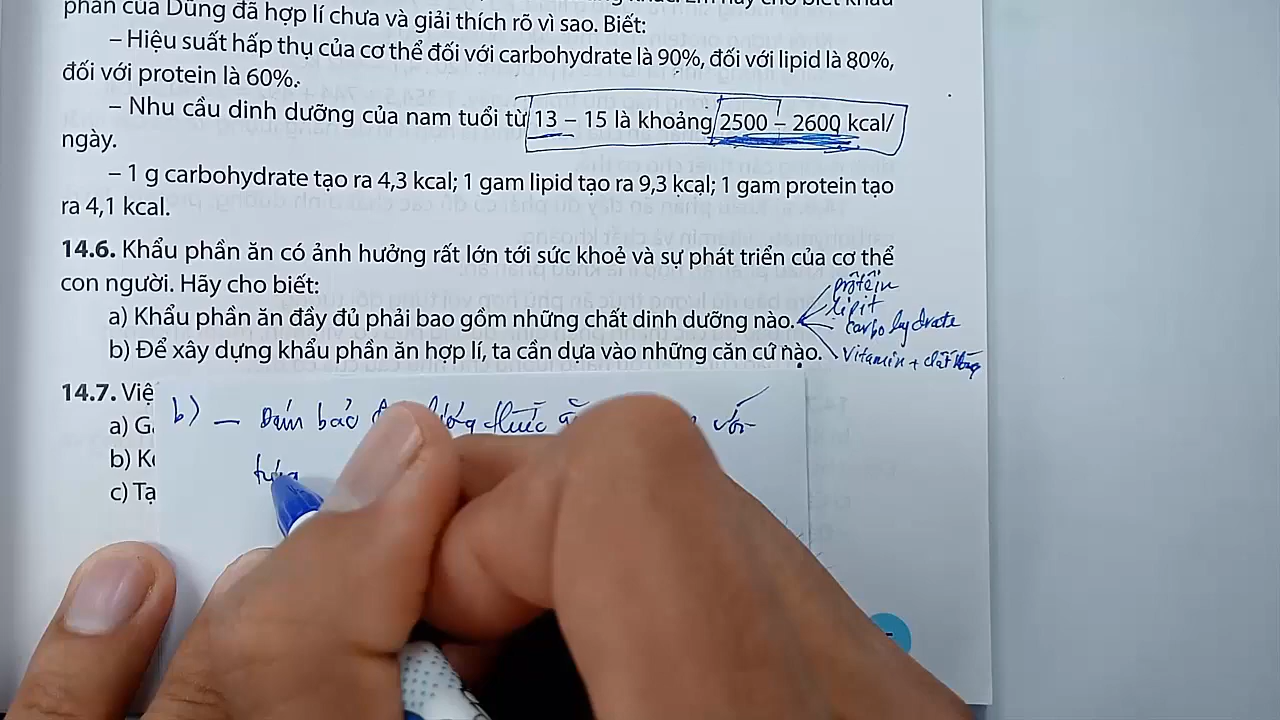 phần của Dũng đã hợp lí chưa và giải thích rõ vì sao. Biết:
– Hiệu suất hấp thụ của cơ thể đối với carbohydrate là 90%, đối với lipid là 80%,
đối với protein là 60%.
– Nhu cầu dinh dưỡng của nam tuổi từ 13 – 15 là khoảng 2500 – 2600 kcal/
ngày.
– 1 g carbohydrate tạo ra 4,3 kcal; 1 gam lipid tạo ra 9,3 kcal; 1 gam protein tạo
ra 4,1 kcal.
14.6. Khẩu phần ăn có ảnh hưởng rất lớn tới sức khoẻ và sự phát triển của cơ thể
con người. Hãy cho biết:
a) Khẩu phần ăn đầy đủ phải bao gồm những chất dinh dưỡng nào.
prôtêin
lipit
carbohydrate
b) Để xây dựng khẩu phần ăn hợp lí, ta cần dựa vào những căn cứ nào.
vitamin + chất
14.7. Việ
b) – Đảm bảo thức với
a) G
b) Kể
c) Tạ